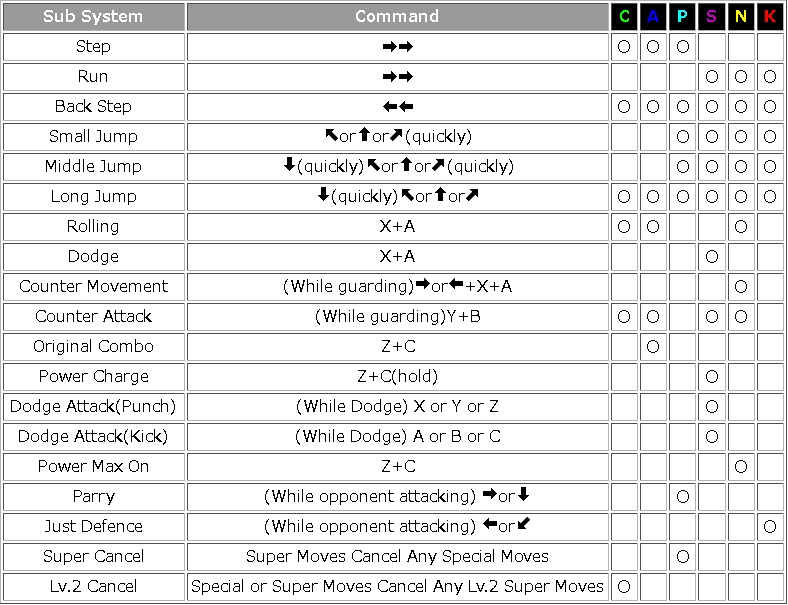 Sub System Command C A P S N K
Step ➡➡ O O O
Run ➡➡ O O O
Back Step ⬅⬅ O O O O O O
Small Jump ⬉or⬆or⬈(quickly) O O O O
Middle Jump ⬇(quickly)⬉or⬆or⬈(quickly) O O O O
Long Jump ⬇(quickly)⬉or⬆or⬈ O O O O O O
Rolling X+A O O O
Dodge X+A O
Counter Movement (While guarding)➡or⬅+X+A O
Counter Attack (While guarding)Y+B O O O O
Original Combo Z+C O
Power Charge Z+C(hold) O
Dodge Attack(Punch) (While Dodge) X or Y or Z O
Dodge Attack(Kick) (While Dodge) A or B or C O
Power Max On Z+C O
Parry (While opponent attacking) ➡or⬇ O
Just Defence (While opponent attacking) ⬅or⬋ O
Super Cancel Super Moves Cancel Any Special Moves O
Lv.2 Cancel Special or Super Moves Cancel Any Lv.2 Super Moves O